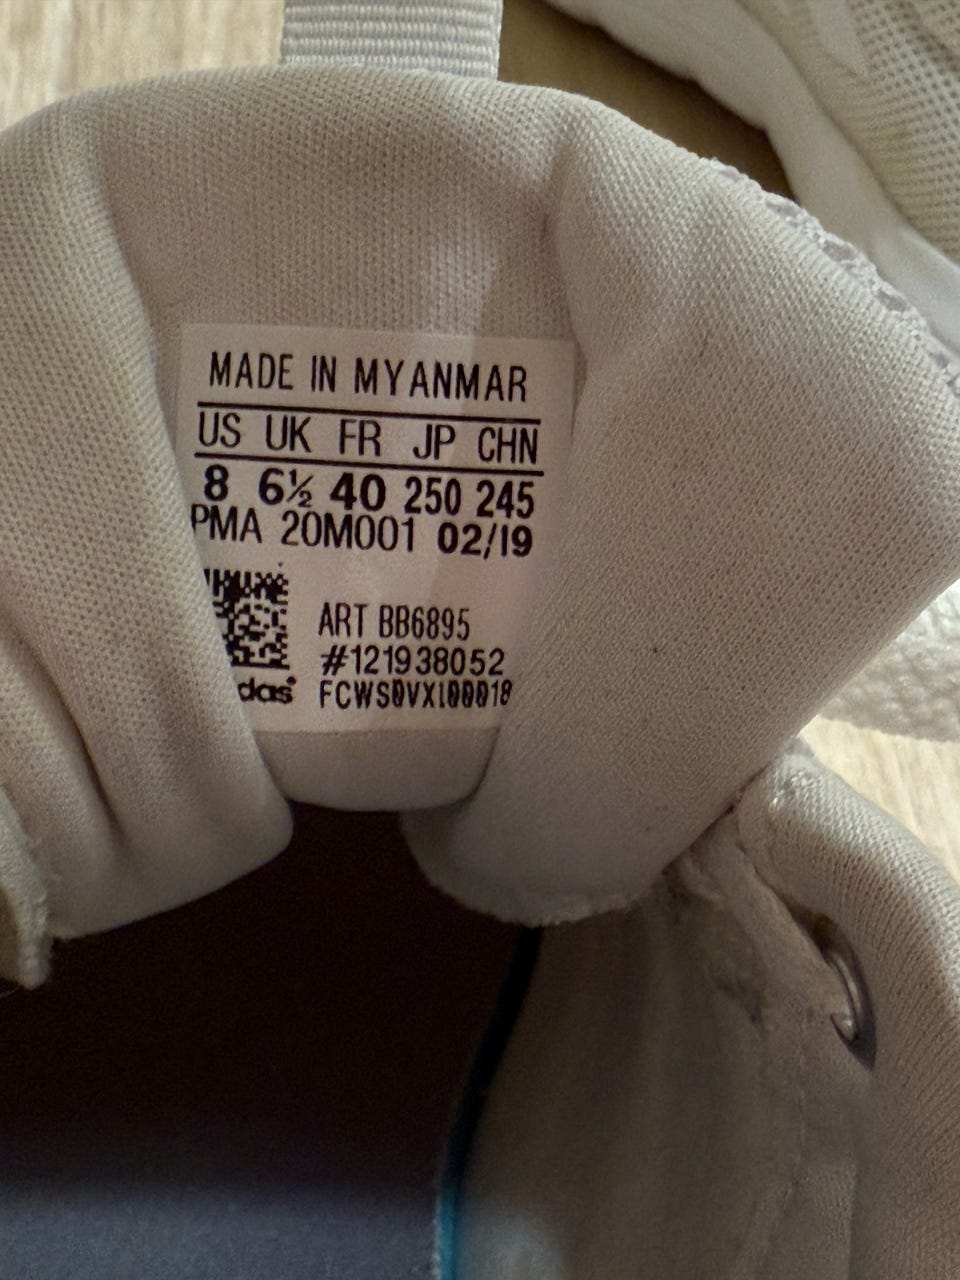 MADE IN MYANMAR
US UK FR JP CHN
8 6½ 40 250 245
PMA 20M001 02/19
ART BB6895
#121938052
das